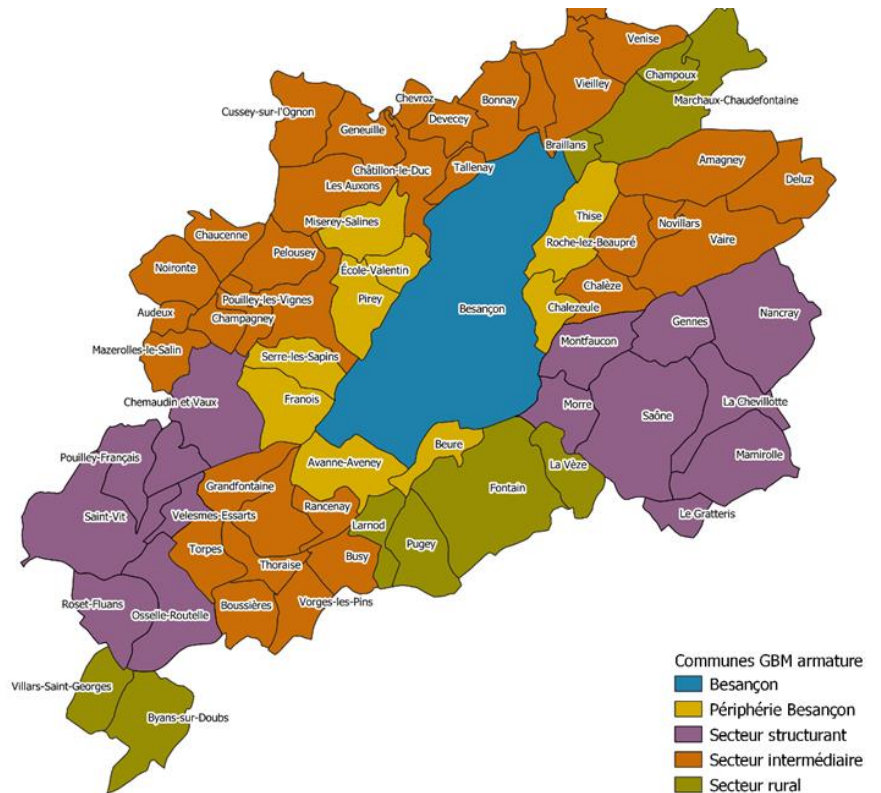 Venise
Champoux
Vieilley
Marchaux-Chaudefontaine
Chevroz
Bonnay
Cussey-sur-l'Ognon
Devecey
Geneuille
Braillans
Châtillon-le-Duc
Tallenay
Amagney
Deluz
Les Auxons
Miserey-Salines
Thise
Novillars
Chaucenne
Roche-lez-Beaupré
Vaire
Pelousey
Noironte
École-Valentin
Chalèze
Pouilley-les-Vignes
Pirey
Besançon
Chalezeule
Audeux
Champagney
Nancray
Gennes
Montfaucon
Mazerolles-le-Salin
Serre-les-Sapins
Chemaudin et Vaux
Franois
Morre
La Chevillotte
Saône
Beure
Avanne-Aveney
Mamirolle
Pouilley-Français
La Vèze
Grandfontaine
Fontain
Rancenay
Saint-Vit
Velesmes-Essarts
Le Gratteris
Larnod
Pugey
Torpes
Busy
Thoraise
Roset-Fluans
Boussières
Vorges-les-Pins
Osselle-Routelle
Villars-Saint-Georges
Byans-sur-Doubs
Communes GBM armature
Besançon
Périphérie Besançon
Secteur structurant
Secteur intermédiaire
Secteur rural